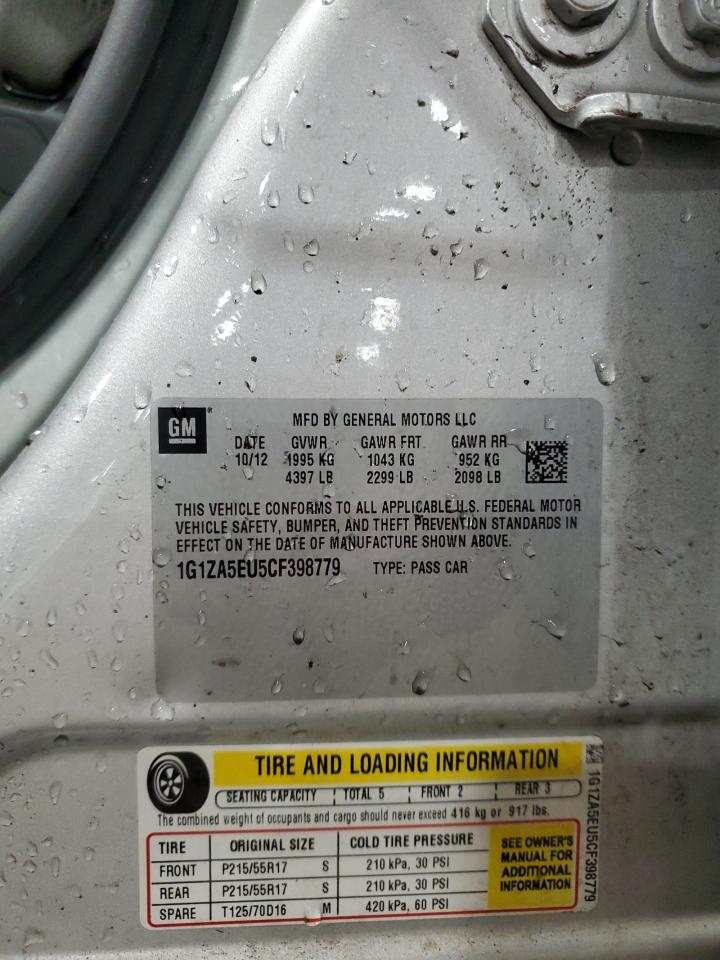 GM
MFD BY GENERAL MOTORS LLC
DATE GVWR GAWR FRT GAWR RR
10/12 1995 KG 1043 KG 952 KG
4397 LB 2299 LB 2098 LB
THIS VEHICLE CONFORMS TO ALL APPLICABLE U.S. FEDERAL MOTOR
VEHICLE SAFETY, BUMPER, AND THEFT PREVENTION STANDARDS IN
EFFECT ON THE DATE OF MANUFACTURE SHOWN ABOVE.
1G1ZA5EU5CF398779 TYPE: PASS CAR
TIRE AND LOADING INFORMATION
SEATING CAPACITY TOTAL 5 FRONT 2 REAR 3
The combined weight of occupants and cargo should never exceed 416 kg or 917 lbs.
TIRE ORIGINAL SIZE COLD TIRE PRESSURE
FRONT P215/55R17 S 210 kPa, 30 PSI
REAR P215/55R17 S 210 kPa, 30 PSI
SPARE T125/70D16 M 420 kPa, 60 PSI
SEE OWNER'S
MANUAL FOR
ADDITIONAL
INFORMATION
1G1ZA5EU5CF398779